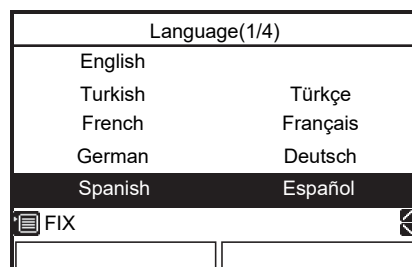 Language(1/4)
English
Turkish Türkçe
French Français
German Deutsch
Spanish Español
FIX